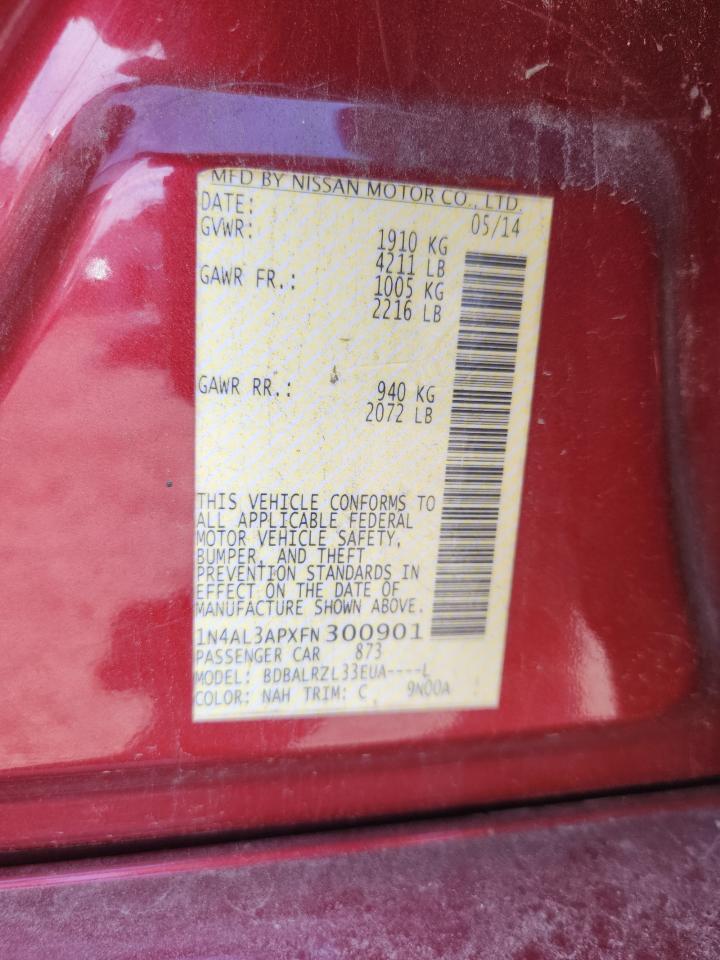 MFD BY NISSAN MOTOR CO., LTD.
DATE: 05/14
GVWR: 1910 KG
4211 LB
GAWR FR.: 1005 KG
2216 LB
GAWR RR.: 940 KG
2072 LB
THIS VEHICLE CONFORMS TO
ALL APPLICABLE FEDERAL
MOTOR VEHICLE SAFETY,
BUMPER, AND THEFT
PREVENTION STANDARDS IN
EFFECT ON THE DATE OF
MANUFACTURE SHOWN ABOVE.
1N4AL3APXFN300901
PASSENGER CAR 873
MODEL: BDBALRZL33EUA----L
COLOR: NAH TRIM: C 9N00A